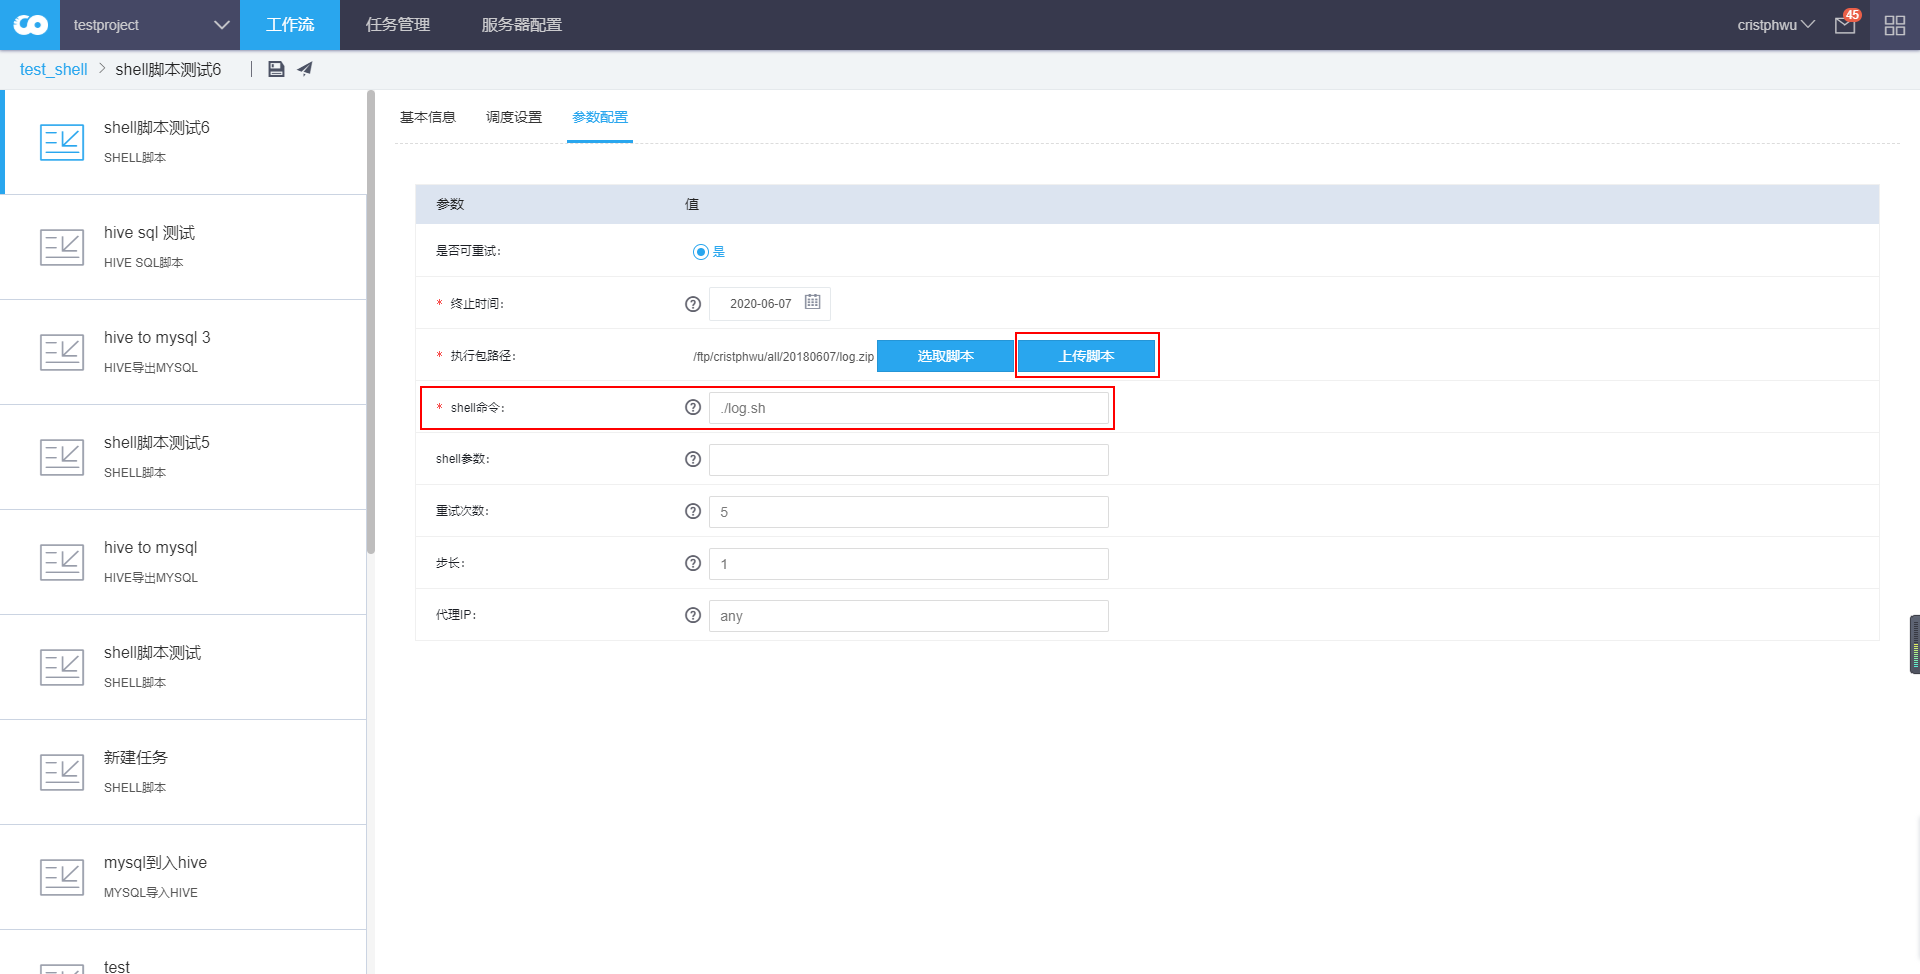 testproject 工作流 任务管理 服务器配置 cristphwu 45
test_shell > shell脚本测试6
shell脚本测试6
SHELL脚本
hive sql 测试
HIVE SQL脚本
hive to mysql 3
HIVE导出MYSQL
shell脚本测试5
SHELL脚本
hive to mysql
HIVE导出MYSQL
shell脚本测试
SHELL脚本
新建任务
SHELL脚本
mysql到入hive
MYSQL导入HIVE
test
基本信息 调度设置 参数配置
参数 值
是否可重试: 是
* 终止时间: 2020-06-07
* 执行包路径: /ftp/cristphwu/all/20180607/log.zip 选取脚本 上传脚本
* shell命令: ./log.sh
shell参数:
重试次数: 5
步长: 1
代理IP: any